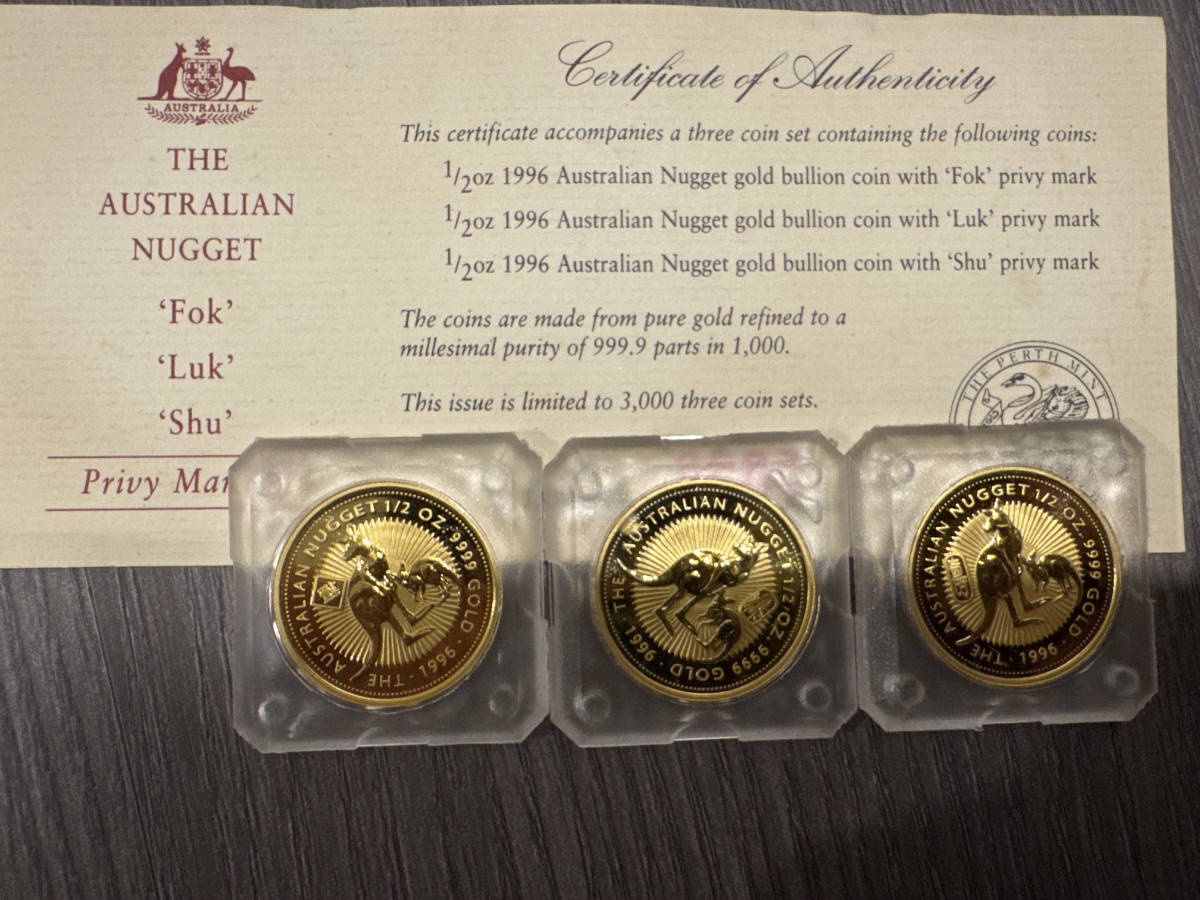 AUSTRALIA
THE
AUSTRALIAN
NUGGET
‘Fok’
‘Luk’
‘Shu’
Privy Mar
Certificate of Authenticity
This certificate accompanies a three coin set containing the following coins:
1/2oz 1996 Australian Nugget gold bullion coin with ‘Fok’ privy mark
1/2oz 1996 Australian Nugget gold bullion coin with ‘Luk’ privy mark
1/2oz 1996 Australian Nugget gold bullion coin with ‘Shu’ privy mark
The coins are made from pure gold refined to a
millesimal purity of 999.9 parts in 1,000.
This issue is limited to 3,000 three coin sets.
THE PERTH MINT
THE AUSTRALIAN NUGGET 1/2 OZ. 9999 GOLD · 1996 ·
THE AUSTRALIAN NUGGET 1/2 OZ. 9999 GOLD · 1996 ·
THE AUSTRALIAN NUGGET 1/2 OZ. 9999 GOLD · 1996 ·